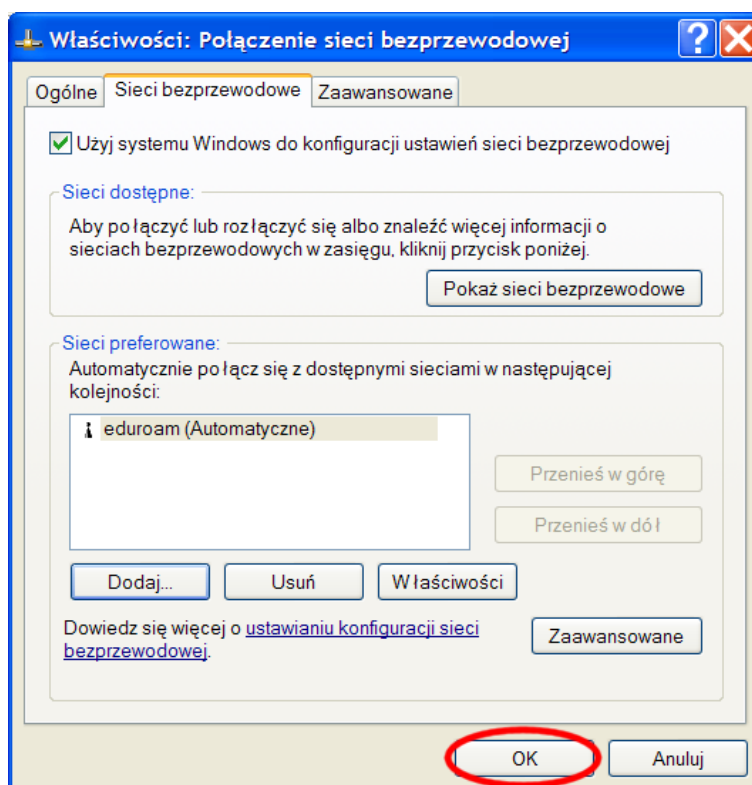 Właściwości: Połączenie sieci bezprzewodowej
Ogólne Sieci bezprzewodowe Zaawansowane
Użyj systemu Windows do konfiguracji ustawień sieci bezprzewodowej
Sieci dostępne:
Aby połączyć lub rozłączyć się albo znaleźć więcej informacji o
sieciach bezprzewodowych w zasięgu, kliknij przycisk poniżej.
Pokaż sieci bezprzewodowe
Sieci preferowane:
Automatycznie połącz się z dostępnymi sieciami w następującej
kolejności:
eduroam (Automatyczne)
Przenieś w górę
Przenieś w dół
Dodaj... Usuń Właściwości
Dowiedz się więcej o ustawianiu konfiguracji sieci
bezprzewodowej.
Zaawansowane
OK Anuluj